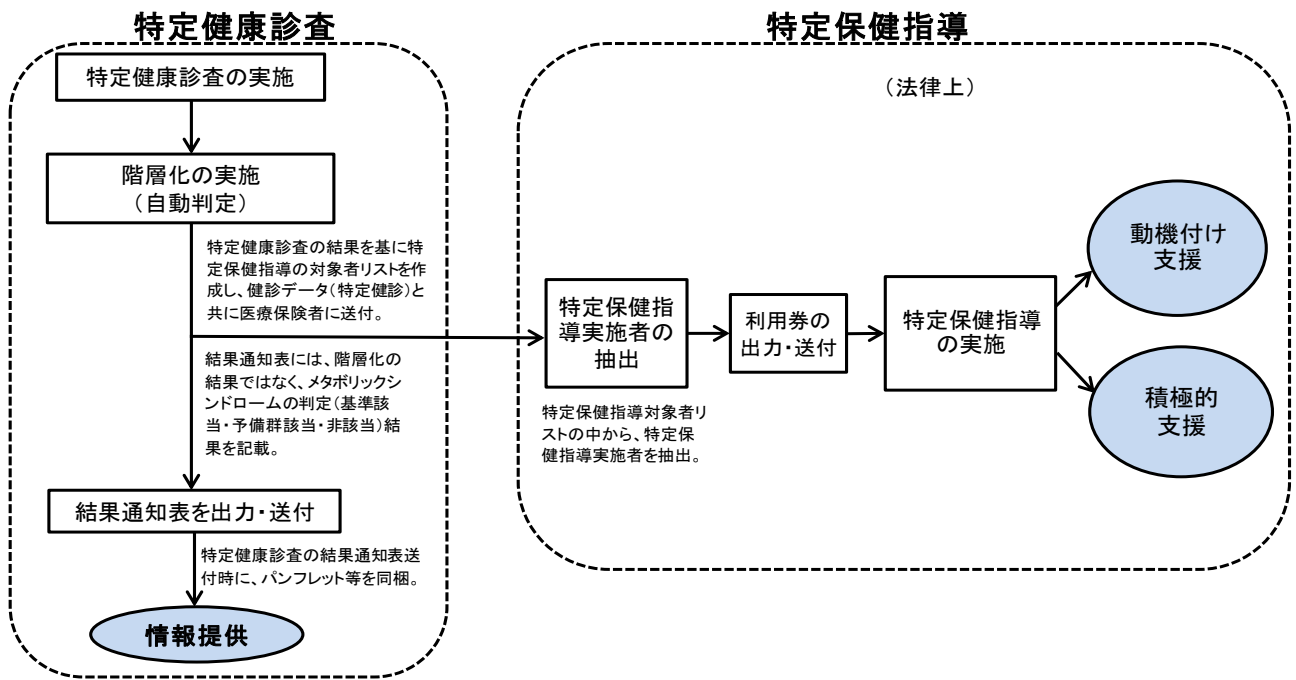 特定健康診査
特定健康診査の実施
階層化の実施
（自動判定）
特定健康診査の結果を基に特
定保健指導の対象者リストを作
成し、健診データ（特定健診）と
共に医療保険者に送付。
結果通知表には、階層化の
結果ではなく、メタボリックシ
ンドロームの判定（基準該
当・予備群該当・非該当）結
果を記載。
結果通知表を出力・送付
特定健康診査の結果通知表送
付時に、パンフレット等を同梱。
情報提供
特定保健指導
（法律上）
特定保健指
導実施者の
抽出
特定保健指導対象者リ
ストの中から、特定保
健指導実施者を抽出。
利用券の
出力・送付
特定保健指導
の実施
動機付け
支援
積極的
支援